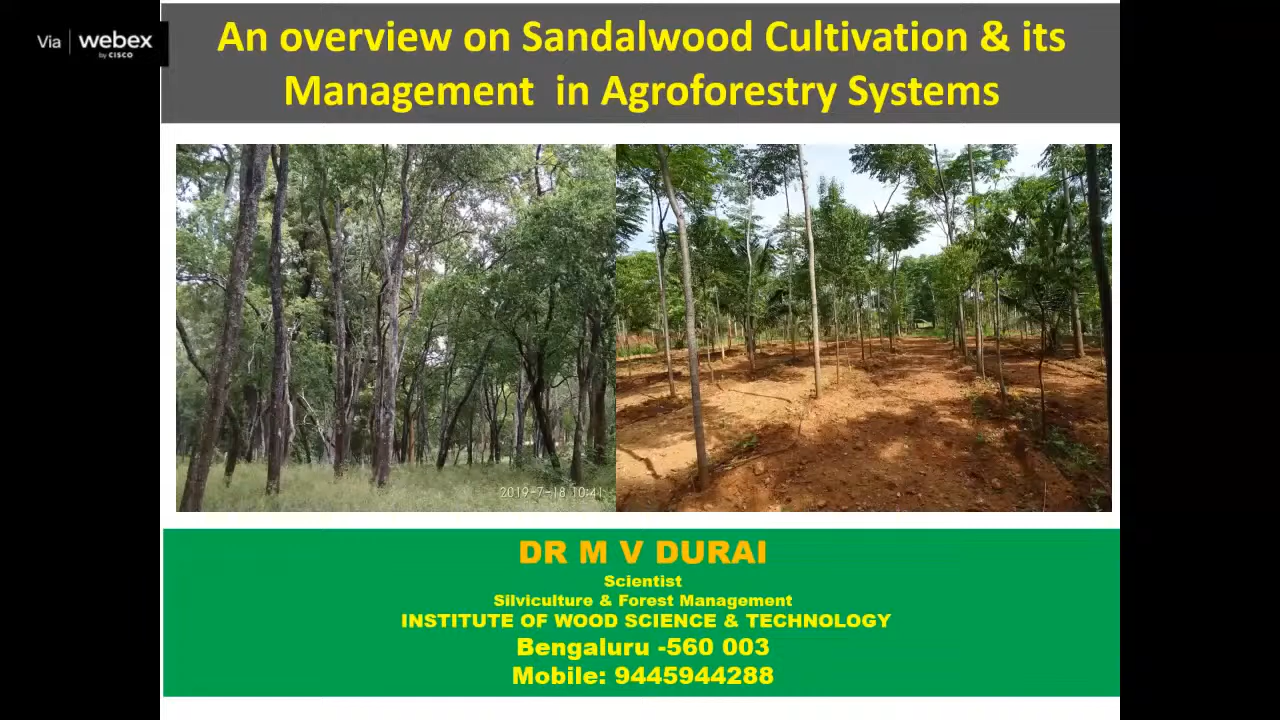 Via webex
by CISCO
An overview on Sandalwood Cultivation & its
Management in Agroforestry Systems
2019-7-18 10:41
DR M V DURAI
Scientist
Silviculture & Forest Management
INSTITUTE OF WOOD SCIENCE & TECHNOLOGY
Bengaluru -560 003
Mobile: 9445944288